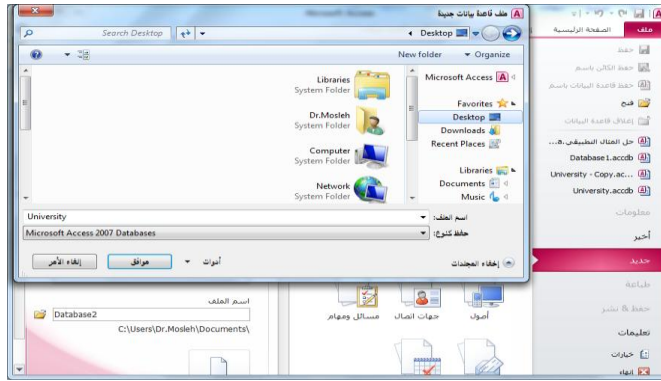 ملف قاعدة بيانات جديدة
Desktop
Search Desktop
Organize
New folder
Microsoft Access
Favorites
Desktop
Downloads
Recent Places
Libraries
Documents
Music
Libraries
System Folder
Dr.Mosleh
System Folder
Computer
System Folder
Network
System Folder
اسم الملف:
University
حفظ كنوع:
Microsoft Access 2007 Databases
إخفاء المجلدات
أدوات
موافق
إلغاء الأمر
ملف
الصفحة الرئيسية
حفظ
حفظ الكائن باسم
حفظ قاعدة البيانات باسم
فتح
إغلاق قاعدة البيانات
حل المثال التطبيقي.a...
Database1.accdb
University - Copy.ac...
University.accdb
معلومات
أخير
جديد
طباعة
حفظ & نشر
تعليمات
خيارات
إنهاء
أصول
جهات اتصال
مسائل ومهام
اسم الملف
Database2
C:\Users\Dr.Mosleh\Documents\